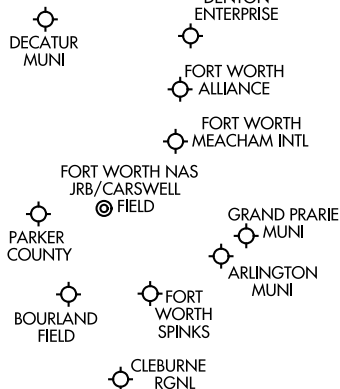 DENTON
ENTERPRISE
DECATUR
MUNI
FORT WORTH
ALLIANCE
FORT WORTH
MEACHAM INTL
FORT WORTH NAS
JRB/CARSWELL
FIELD
GRAND PRARIE
MUNI
PARKER
COUNTY
ARLINGTON
MUNI
BOURLAND
FIELD
FORT
WORTH
SPINKS
CLEBURNE
RGNL